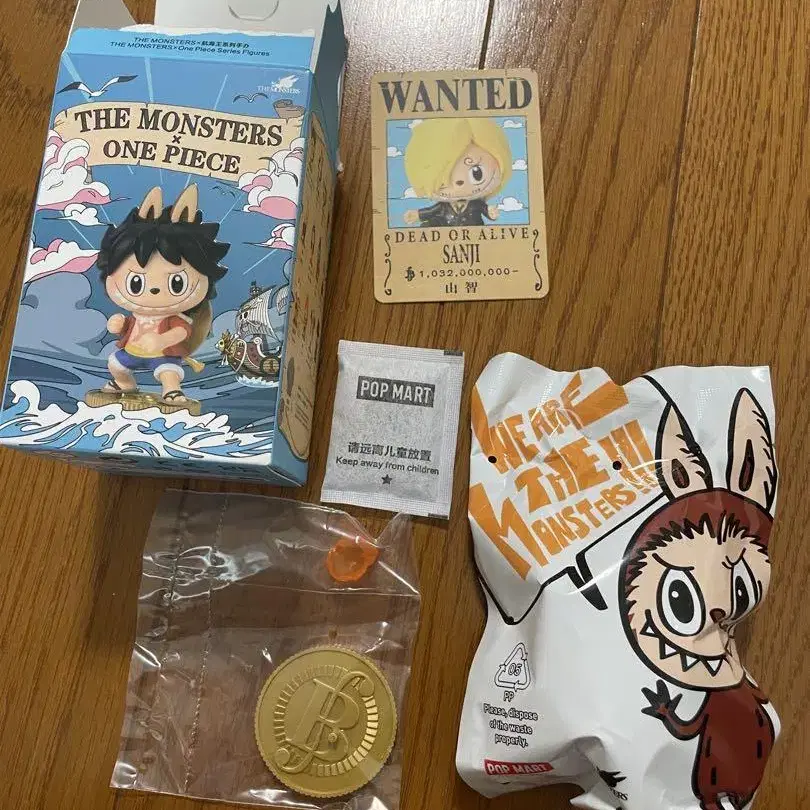 THE MONSTERS×航海王系列手办
THE MONSTERS×One Piece Series Figures
THE MONSTERS
THE MONSTERS
×
ONE PIECE
WANTED
DEAD OR ALIVE
SANJI
1,032,000,000-
山智
POP MART
请远离儿童放置
Keep away from children
WE ARE
THE !!!
MONSTERS!!
05
PP
Please, dispose
of the waste
properly.
POP MART